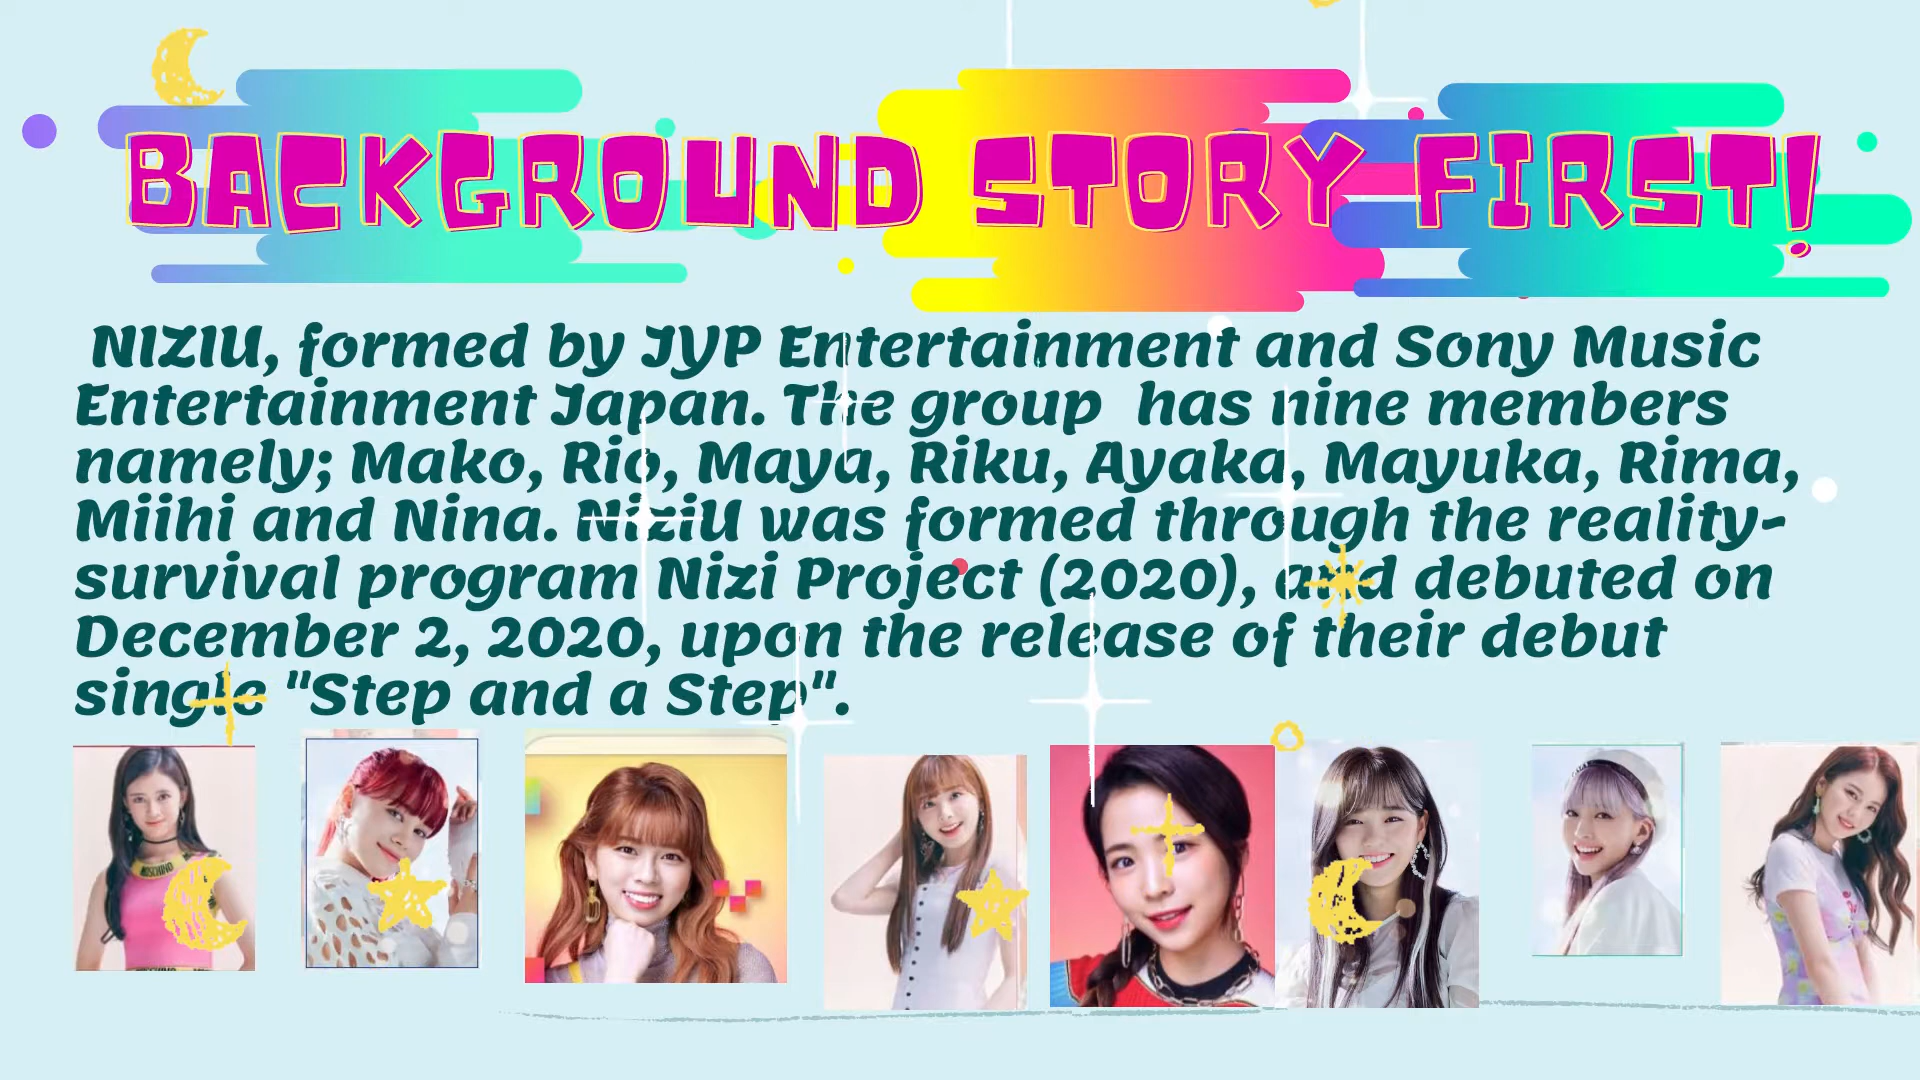 BACKGROUND STORY FIRST!
NIZIU, formed by JYP Entertainment and Sony Music
Entertainment Japan. The group has nine members
namely; Mako, Rio, Maya, Riku, Ayaka, Mayuka, Rima,
Miihi and Nina. NiziU was formed through the reality-
survival program Nizi Project (2020), and debuted on
December 2, 2020, upon the release of their debut
single "Step and a Step".
MOSCHINO